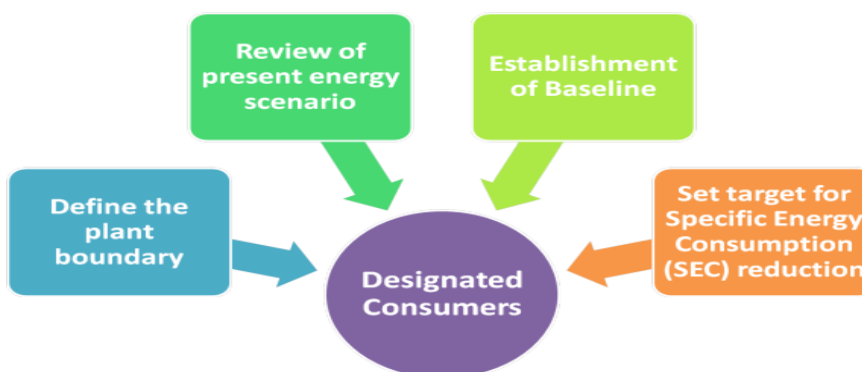 Review of
present energy
scenario
Establishment
of Baseline
Define the
plant
boundary
Set target for
Specific Energy
Consumption
(SEC) reduction
Designated
Consumers